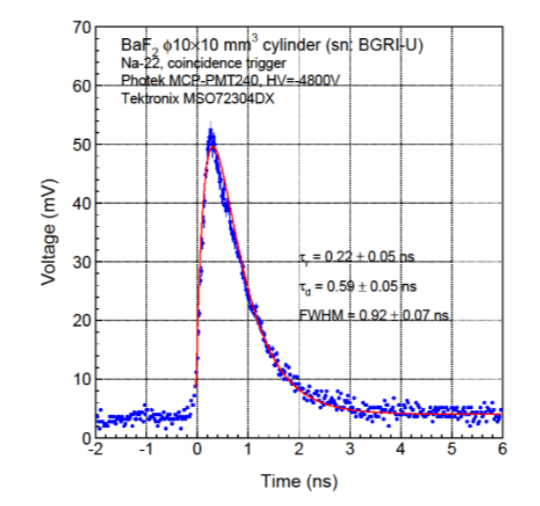 BaF₂ ϕ10×10 mm³ cylinder (sn: BGRI-U)
Na-22, coincidence trigger
Photek MCP-PMT240, HV=-4800V
Tektronix MSO72304DX
70
60
50
40
30
20
10
0
Voltage (mV)
τr = 0.22 ± 0.05 ns
τd = 0.59 ± 0.05 ns
FWHM = 0.92 ± 0.07 ns
-2 -1 0 1 2 3 4 5 6
Time (ns)